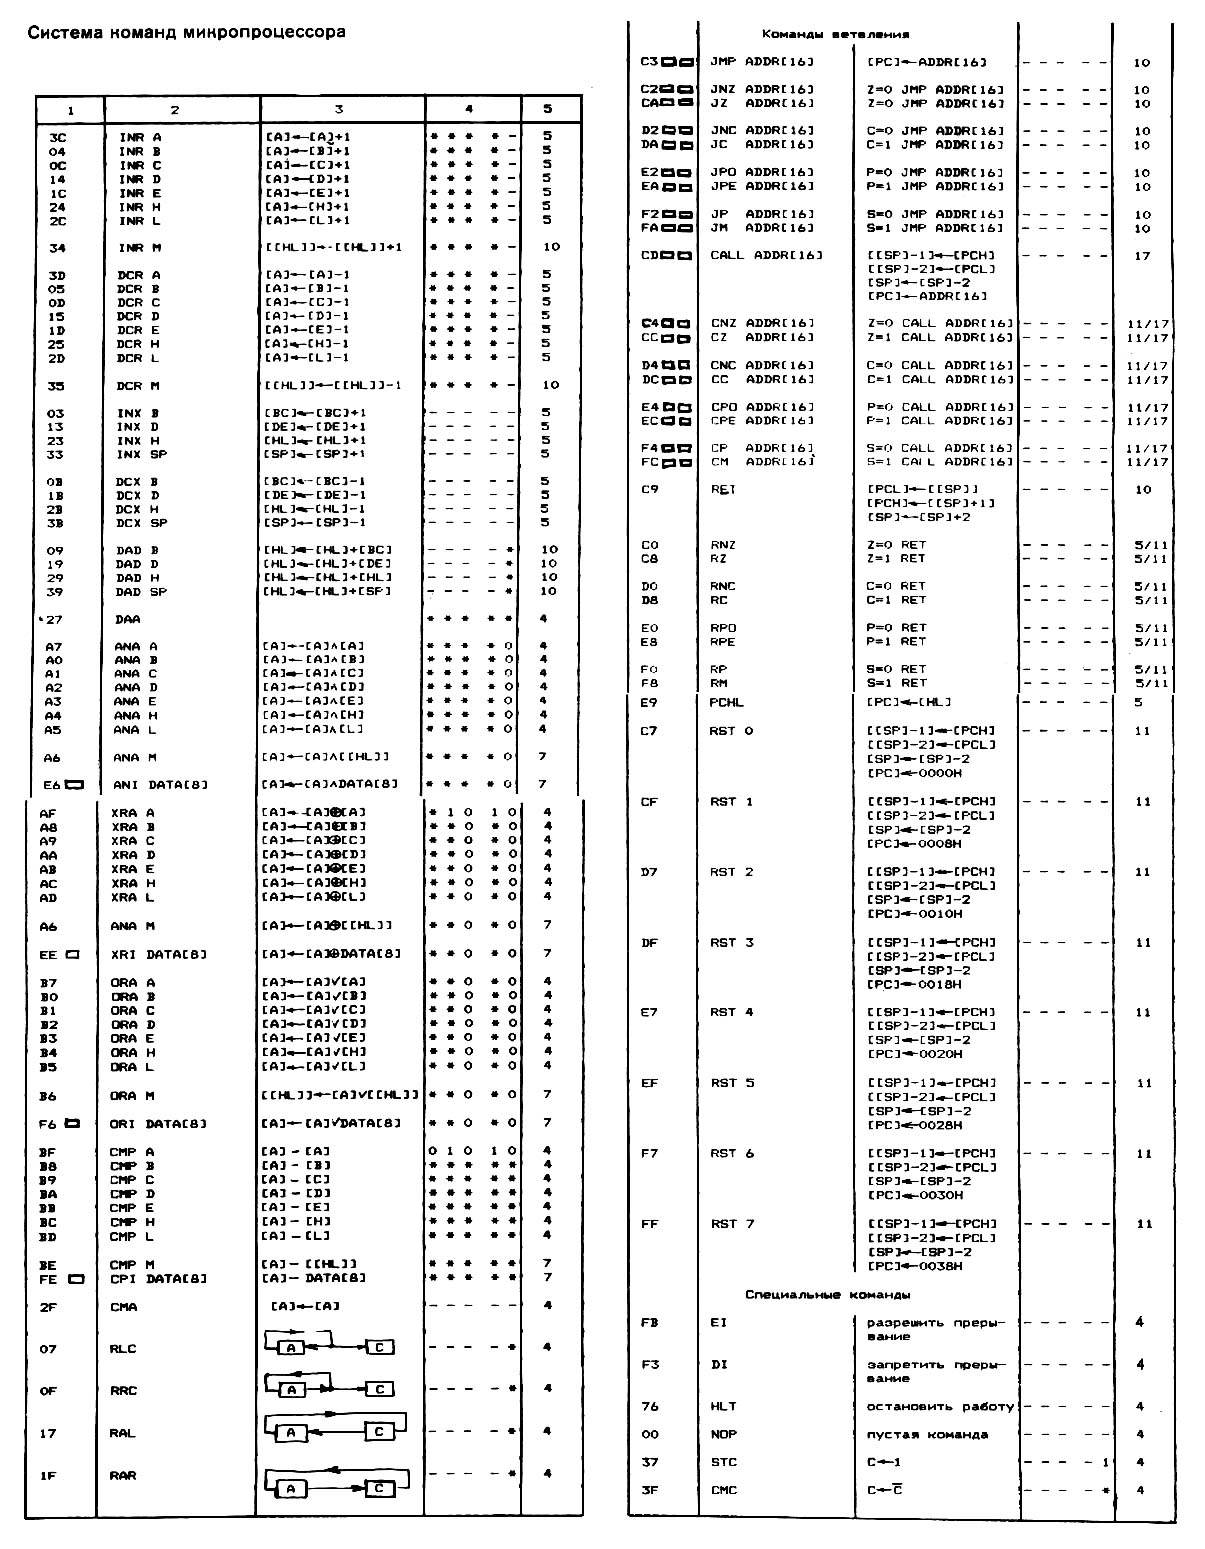 Система команд микропроцессора
1 2 3 4 5
3C INR A [A]←[A]+1 * * * * - 5
04 INR B [A]←[B]+1 * * * * - 5
0C INR C [A]←[C]+1 * * * * - 5
14 INR D [A]←[D]+1 * * * * - 5
1C INR E [A]←[E]+1 * * * * - 5
24 INR H [A]←[H]+1 * * * * - 5
2C INR L [A]←[L]+1 * * * * - 5
34 INR M [[HL]]←[[HL]]+1 * * * * - 10
3D DCR A [A]←[A]-1 * * * * - 5
05 DCR B [A]←[B]-1 * * * * - 5
0D DCR C [A]←[C]-1 * * * * - 5
15 DCR D [A]←[D]-1 * * * * - 5
1D DCR E [A]←[E]-1 * * * * - 5
25 DCR H [A]←[H]-1 * * * * - 5
2D DCR L [A]←[L]-1 * * * * - 5
35 DCR M [[HL]]←[[HL]]-1 * * * * - 10
03 INX B [BC]←[BC]+1 - - - - - 5
13 INX D [DE]←[DE]+1 - - - - - 5
23 INX H [HL]←[HL]+1 - - - - - 5
33 INX SP [SP]←[SP]+1 - - - - - 5
0B DCX B [BC]←[BC]-1 - - - - - 5
1B DCX D [DE]←[DE]-1 - - - - - 5
2B DCX H [HL]←[HL]-1 - - - - - 5
3B DCX SP [SP]←[SP]-1 - - - - - 5
09 DAD B [HL]←[HL]+[BC] - - - - * 10
19 DAD D [HL]←[HL]+[DE] - - - - * 10
29 DAD H [HL]←[HL]+[HL] - - - - * 10
39 DAD SP [HL]←[HL]+[SP] - - - - * 10
27 DAA * * * * * 4
A7 ANA A [A]←[A]∧[A] * * * * 0 4
A0 ANA B [A]←[A]∧[B] * * * * 0 4
A1 ANA C [A]←[A]∧[C] * * * * 0 4
A2 ANA D [A]←[A]∧[D] * * * * 0 4
A3 ANA E [A]←[A]∧[E] * * * * 0 4
A4 ANA H [A]←[A]∧[H] * * * * 0 4
A5 ANA L [A]←[A]∧[L] * * * * 0 4
A6 ANA M [A]←[A]∧[[HL]] * * * * 0 7
E6 ▭ ANI DATA[8] [A]←[A]∧DATA[8] * * * * 0 7
AF XRA A [A]←[A]⊕[A] * 1 0 1 0 4
A8 XRA B [A]←[A]⊕[B] * * 0 * 0 4
A9 XRA C [A]←[A]⊕[C] * * 0 * 0 4
AA XRA D [A]←[A]⊕[D] * * 0 * 0 4
AB XRA E [A]←[A]⊕[E] * * 0 * 0 4
AC XRA H [A]←[A]⊕[H] * * 0 * 0 4
AD XRA L [A]←[A]⊕[L] * * 0 * 0 4
A6 ANA M [A]←[A]⊕[[HL]] * * 0 * 0 7
EE ▭ XRI DATA[8] [A]←[A]⊕DATA[8] * * 0 * 0 7
B7 ORA A [A]←[A]∨[A] * * 0 * 0 4
B0 ORA B [A]←[A]∨[B] * * 0 * 0 4
B1 ORA C [A]←[A]∨[C] * * 0 * 0 4
B2 ORA D [A]←[A]∨[D] * * 0 * 0 4
B3 ORA E [A]←[A]∨[E] * * 0 * 0 4
B4 ORA H [A]←[A]∨[H] * * 0 * 0 4
B5 ORA L [A]←[A]∨[L] * * 0 * 0 4
B6 ORA M [[HL]]←[A]∨[[HL]] * * 0 * 0 7
F6 ▭ ORI DATA[8] [A]←[A]∨DATA[8] * * 0 * 0 7
BF CMP A [A] - [A] 0 1 0 1 0 4
B8 CMP B [A] - [B] * * * * * 4
B9 CMP C [A] - [C] * * * * * 4
BA CMP D [A] - [D] * * * * * 4
BB CMP E [A] - [E] * * * * * 4
BC CMP H [A] - [H] * * * * * 4
BD CMP L [A] - [L] * * * * * 4
BE CMP M [A] - [[HL]] * * * * * 7
FE ▭ CPI DATA[8] [A] - DATA[8] * * * * * 7
2F CMA [A]←[A] - - - - - 4
07 RLC A C - - - - * 4
0F RRC A C - - - - * 4
17 RAL A C - - - - * 4
1F RAR A C - - - - * 4
Команды ветвления
C3 ▭ ▭ JMP ADDR[16] [PC]←ADDR[16] - - - - - 10
C2 ▭ ▭ JNZ ADDR[16] Z=0 JMP ADDR[16] - - - - - 10
CA ▭ ▭ JZ ADDR[16] Z=0 JMP ADDR[16] - - - - - 10
D2 ▭ ▭ JNC ADDR[16] C=0 JMP ADDR[16] - - - - - 10
DA ▭ ▭ JC ADDR[16] C=1 JMP ADDR[16] - - - - - 10
E2 ▭ ▭ JPO ADDR[16] P=0 JMP ADDR[16] - - - - - 10
EA ▭ ▭ JPE ADDR[16] P=1 JMP ADDR[16] - - - - - 10
F2 ▭ ▭ JP ADDR[16] S=0 JMP ADDR[16] - - - - - 10
FA ▭ ▭ JM ADDR[16] S=1 JMP ADDR[16] - - - - - 10
CD ▭ ▭ CALL ADDR[16] [[SP]-1]←[PCH] - - - - - 17
[[SP]-2]←[PCL]
[SP]←[SP]-2
[PC]←ADDR[16]
C4 ▭ ▭ CNZ ADDR[16] Z=0 CALL ADDR[16] - - - - - 11/17
CC ▭ ▭ CZ ADDR[16] Z=1 CALL ADDR[16] - - - - - 11/17
D4 ▭ ▭ CNC ADDR[16] C=0 CALL ADDR[16] - - - - - 11/17
DC ▭ ▭ CC ADDR[16] C=1 CALL ADDR[16] - - - - - 11/17
E4 ▭ ▭ CPO ADDR[16] P=0 CALL ADDR[16] - - - - - 11/17
EC ▭ ▭ CPE ADDR[16] P=1 CALL ADDR[16] - - - - - 11/17
F4 ▭ ▭ CP ADDR[16] S=0 CALL ADDR[16] - - - - - 11/17
FC ▭ ▭ CM ADDR[16] S=1 CALL ADDR[16] - - - - - 11/17
C9 RET [PCL]←[[SP]] - - - - - 10
[PCH]←[[SP]+1]
[SP]←[SP]+2
C0 RNZ Z=0 RET - - - - - 5/11
C8 RZ Z=1 RET - - - - - 5/11
D0 RNC C=0 RET - - - - - 5/11
D8 RC C=1 RET - - - - - 5/11
E0 RPO P=0 RET - - - - - 5/11
E8 RPE P=1 RET - - - - - 5/11
F0 RP S=0 RET - - - - - 5/11
F8 RM S=1 RET - - - - - 5/11
E9 PCHL [PC]←[HL] - - - - - 5
C7 RST 0 [[SP]-1]←[PCH] - - - - - 11
[[SP]-2]←[PCL]
[SP]←[SP]-2
[PC]←0000H
CF RST 1 [[SP]-1]←[PCH] - - - - - 11
[[SP]-2]←[PCL]
[SP]←[SP]-2
[PC]←0008H
D7 RST 2 [[SP]-1]←[PCH] - - - - - 11
[[SP]-2]←[PCL]
[SP]←[SP]-2
[PC]←0010H
DF RST 3 [[SP]-1]←[PCH] - - - - - 11
[[SP]-2]←[PCL]
[SP]←[SP]-2
[PC]←0018H
E7 RST 4 [[SP]-1]←[PCH] - - - - - 11
[[SP]-2]←[PCL]
[SP]←[SP]-2
[PC]←0020H
EF RST 5 [[SP]-1]←[PCH] - - - - - 11
[[SP]-2]←[PCL]
[SP]←[SP]-2
[PC]←0028H
F7 RST 6 [[SP]-1]←[PCH] - - - - - 11
[[SP]-2]←[PCL]
[SP]←[SP]-2
[PC]←0030H
FF RST 7 [[SP]-1]←[PCH] - - - - - 11
[[SP]-2]←[PCL]
[SP]←[SP]-2
[PC]←0038H
Специальные команды
FB EI разрешить преры- - - - - - 4
вание
F3 DI запретить преры- - - - - - 4
вание
76 HLT остановить работу - - - - - 4
00 NOP пустая команда - - - - - 4
37 STC C←1 - - - - 1 4
3F CMC C←C̅ - - - - * 4